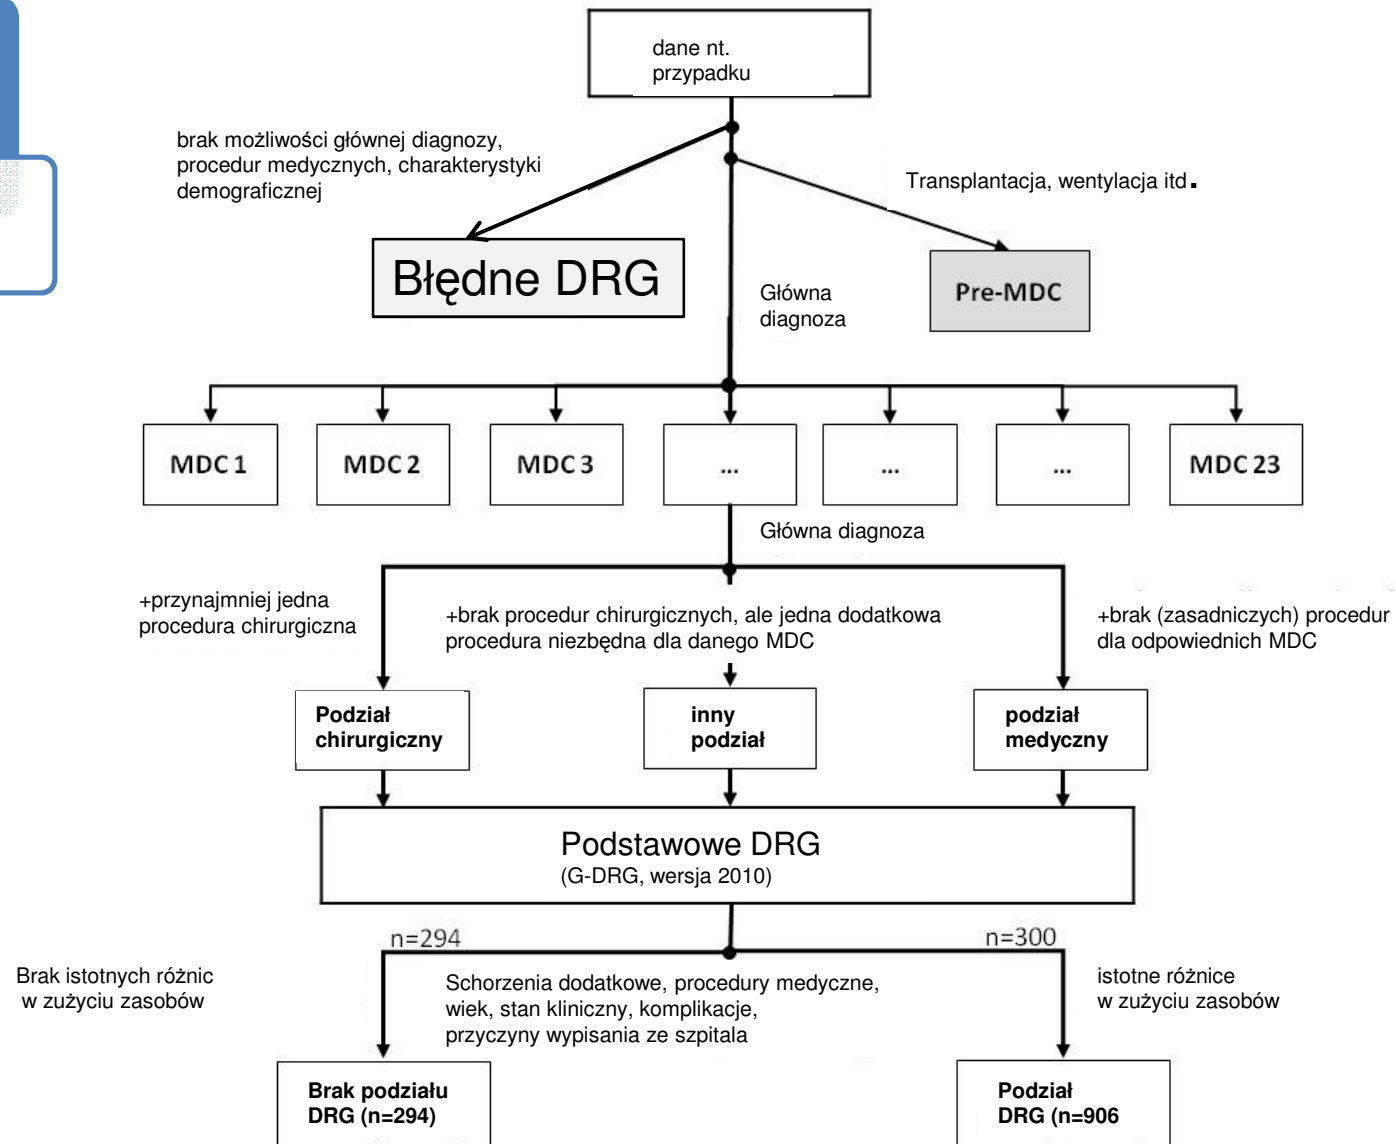 dane nt.
przypadku
brak możliwości głównej diagnozy,
procedur medycznych, charakterystyki
demograficznej
Transplantacja, wentylacja itd.
Błędne DRG
Pre-MDC
Główna
diagnoza
MDC 1
MDC 2
MDC 3
...
...
...
MDC 23
Główna diagnoza
+przynajmniej jedna
procedura chirurgiczna
+brak procedur chirurgicznych, ale jedna dodatkowa
procedura niezbędna dla danego MDC
+brak (zasadniczych) procedur
dla odpowiednich MDC
Podział
chirurgiczny
inny
podział
podział
medyczny
Podstawowe DRG
(G-DRG, wersja 2010)
n=294
n=300
Brak istotnych różnic
w zużyciu zasobów
Schorzenia dodatkowe, procedury medyczne,
wiek, stan kliniczny, komplikacje,
przyczyny wypisania ze szpitala
istotne różnice
w zużyciu zasobów
Brak podziału
DRG (n=294)
Podział
DRG (n=906